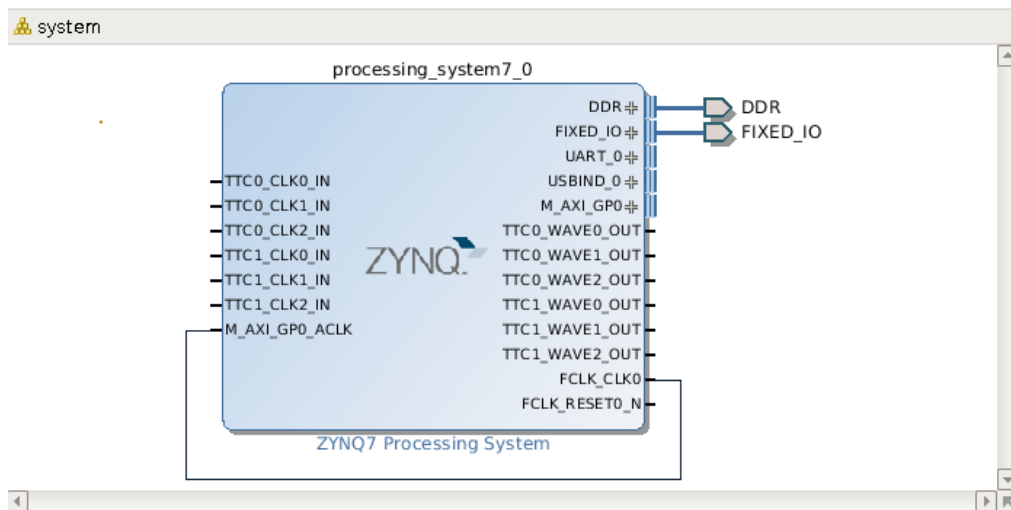 system
processing_system7_0
DDR
FIXED_IO
UART_0
USBIND_0
M_AXI_GP0
TTC0_WAVE0_OUT
TTC0_WAVE1_OUT
TTC0_WAVE2_OUT
TTC1_WAVE0_OUT
TTC1_WAVE1_OUT
TTC1_WAVE2_OUT
FCLK_CLK0
FCLK_RESET0_N
TTC0_CLK0_IN
TTC0_CLK1_IN
TTC0_CLK2_IN
TTC1_CLK0_IN
TTC1_CLK1_IN
TTC1_CLK2_IN
M_AXI_GP0_ACLK
ZYNQ
DDR
FIXED_IO
ZYNQ7 Processing System